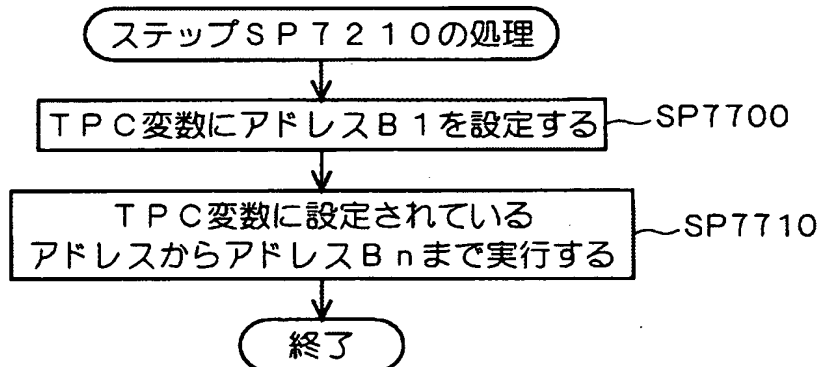 ステップSP7210の処理
TPC変数にアドレスB1を設定する
SP7700
TPC変数に設定されている
アドレスからアドレスBnまで実行する
SP7710
終了